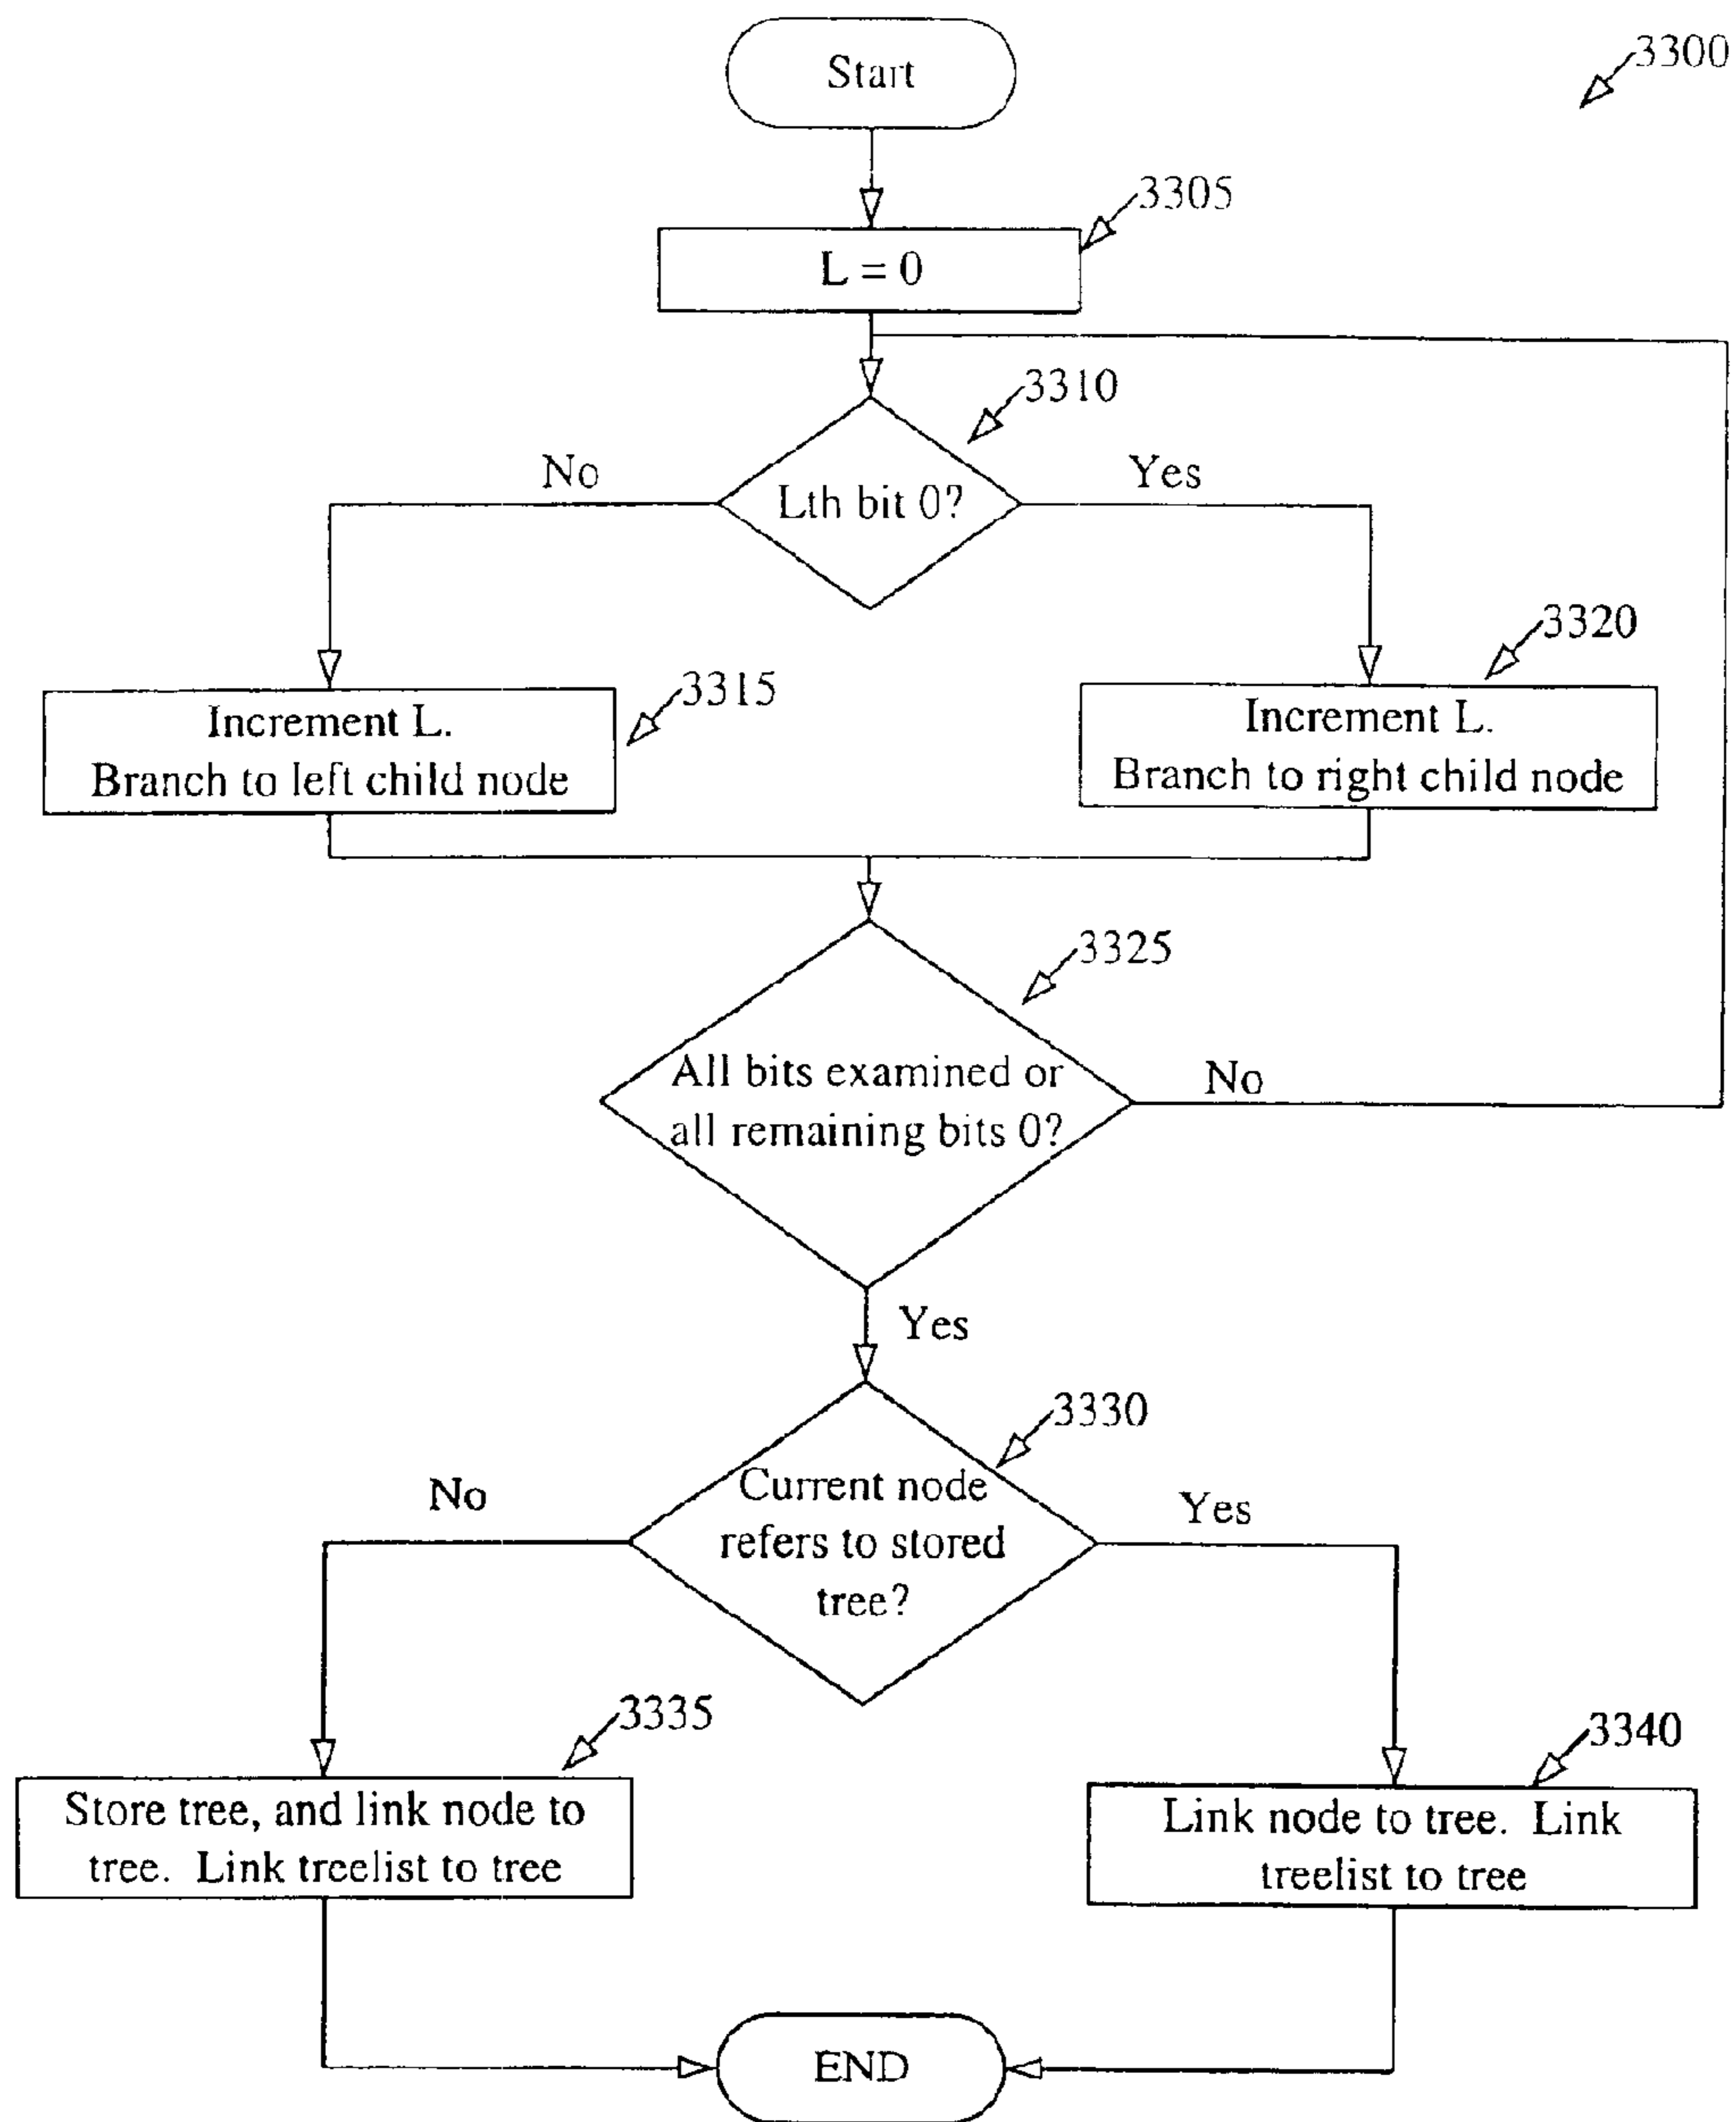 Start
3300
3305
L = 0
3310
No
Yes
Lth bit 0?
3320
3315
Increment L.
Branch to left child node
Increment L.
Branch to right child node
3325
All bits examined or
all remaining bits 0?
No
Yes
3330
No
Current node
refers to stored
tree?
Yes
3335
3340
Store tree, and link node to
tree. Link treelist to tree
Link node to tree. Link
treelist to tree
END